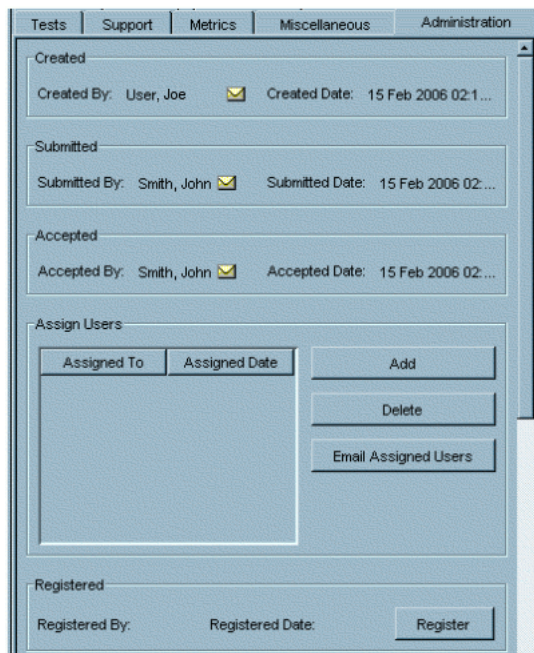 Tests Support Metrics Miscellaneous Administration
Created
Created By: User, Joe Created Date: 15 Feb 2006 02:1...
Submitted
Submitted By: Smith, John Submitted Date: 15 Feb 2006 02:...
Accepted
Accepted By: Smith, John Accepted Date: 15 Feb 2006 02:...
Assign Users
Assigned To Assigned Date
Add
Delete
Email Assigned Users
Registered
Registered By: Registered Date: Register